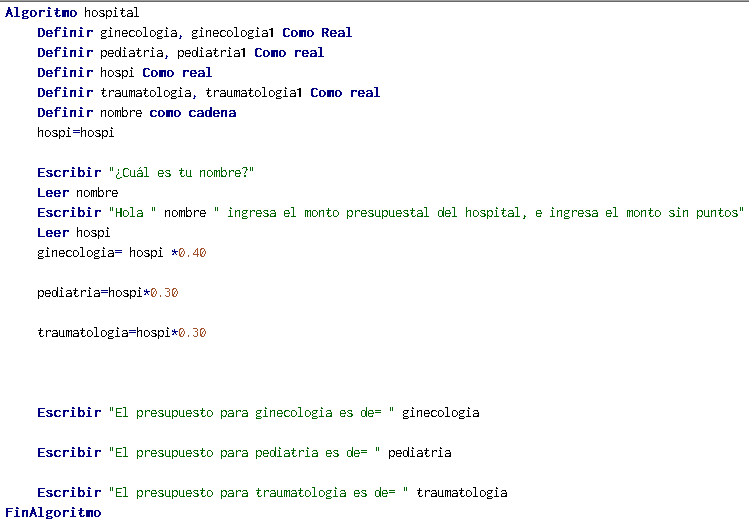 Algoritmo hospital
Definir ginecologia, ginecologia1 Como Real
Definir pediatria, pediatria1 Como real
Definir hospi Como real
Definir traumatologia, traumatologia1 Como real
Definir nombre como cadena
hospi=hospi
Escribir "¿Cuál es tu nombre?"
Leer nombre
Escribir "Hola " nombre " ingresa el monto presupuestal del hospital, e ingresa el monto sin puntos"
Leer hospi
ginecologia= hospi *0.40
pediatria=hospi*0.30
traumatologia=hospi*0.30
Escribir "El presupuesto para ginecologia es de= " ginecologia
Escribir "El presupuesto para pediatria es de= " pediatria
Escribir "El presupuesto para traumatologia es de= " traumatologia
FinAlgoritmo